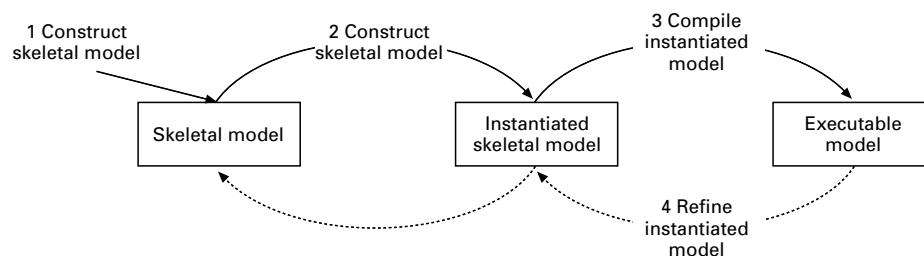 1 Construct
skeletal model
2 Construct
skeletal model
3 Compile
instantiated
model
Skeletal model
Instantiated
skeletal model
Executable
model
4 Refine
instantiated
model